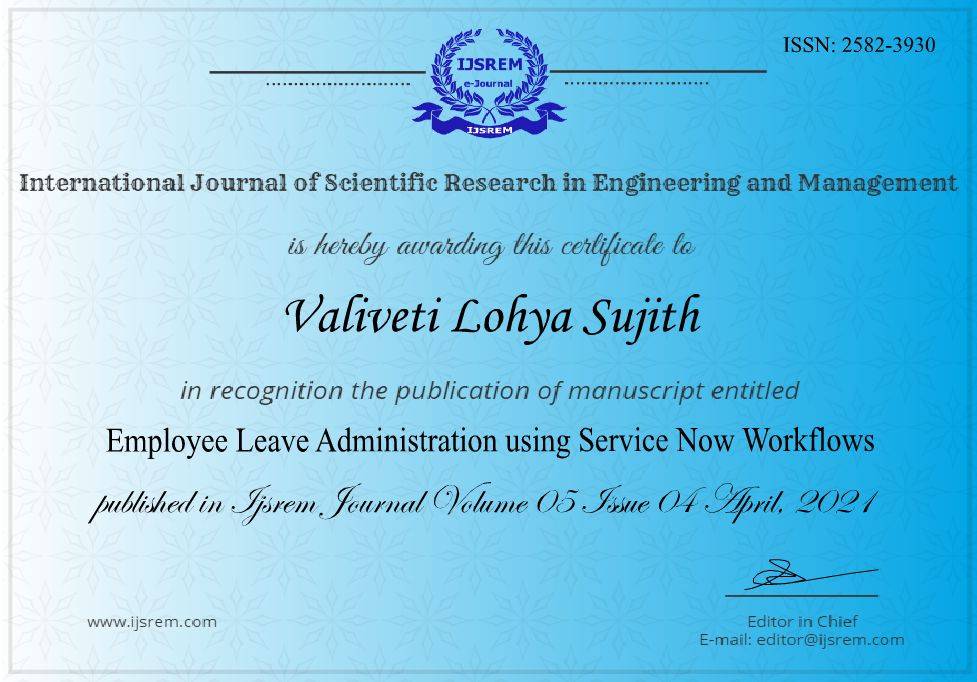 ISSN: 2582-3930
IJSREM
e-Journal
IJSREM
International Journal of Scientific Research in Engineering and Management
is hereby awarding this certificate to
Valiveti Lohya Sujith
in recognition the publication of manuscript entitled
Employee Leave Administration using Service Now Workflows
published in Ijsrem Journal Volume 05 Issue 04 April, 2021
www.ijsrem.com
Editor in Chief
E-mail: editor@ijsrem.com